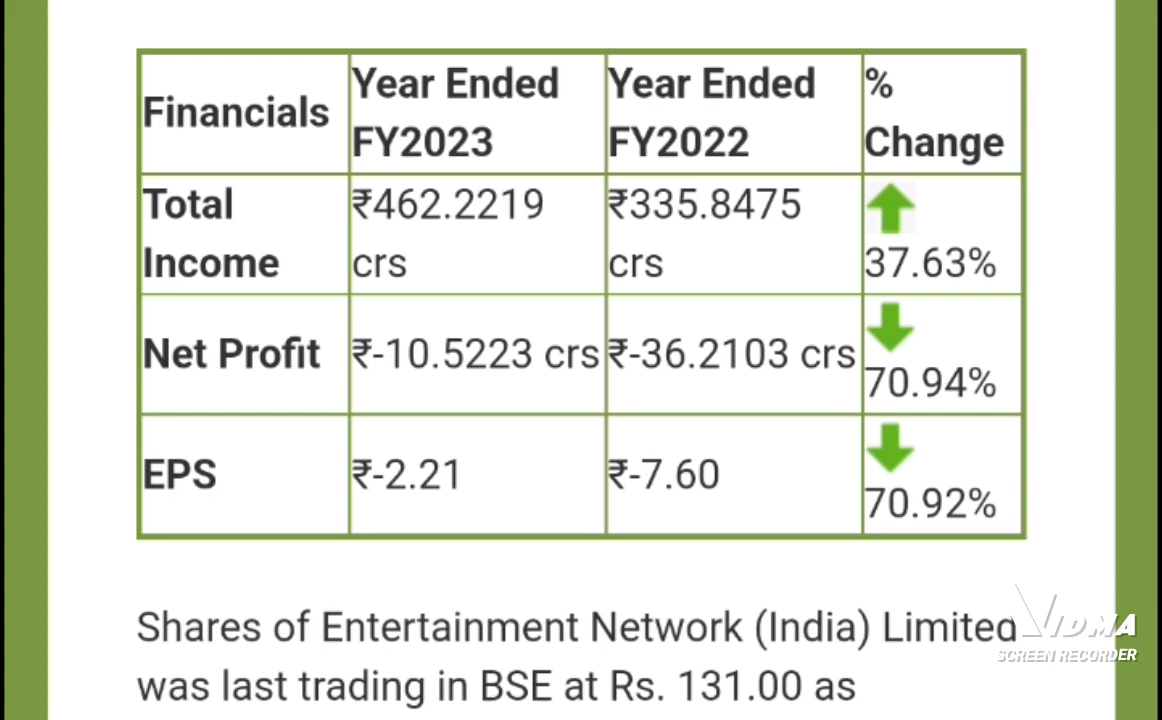 Financials Year Ended FY2023 Year Ended FY2022 % Change
Total Income ₹462.2219 crs ₹335.8475 crs 37.63%
Net Profit ₹-10.5223 crs ₹-36.2103 crs 70.94%
EPS ₹-2.21 ₹-7.60 70.92%
Shares of Entertainment Network (India) Limited
was last trading in BSE at Rs. 131.00 as
VIDMA
SCREEN RECORDER